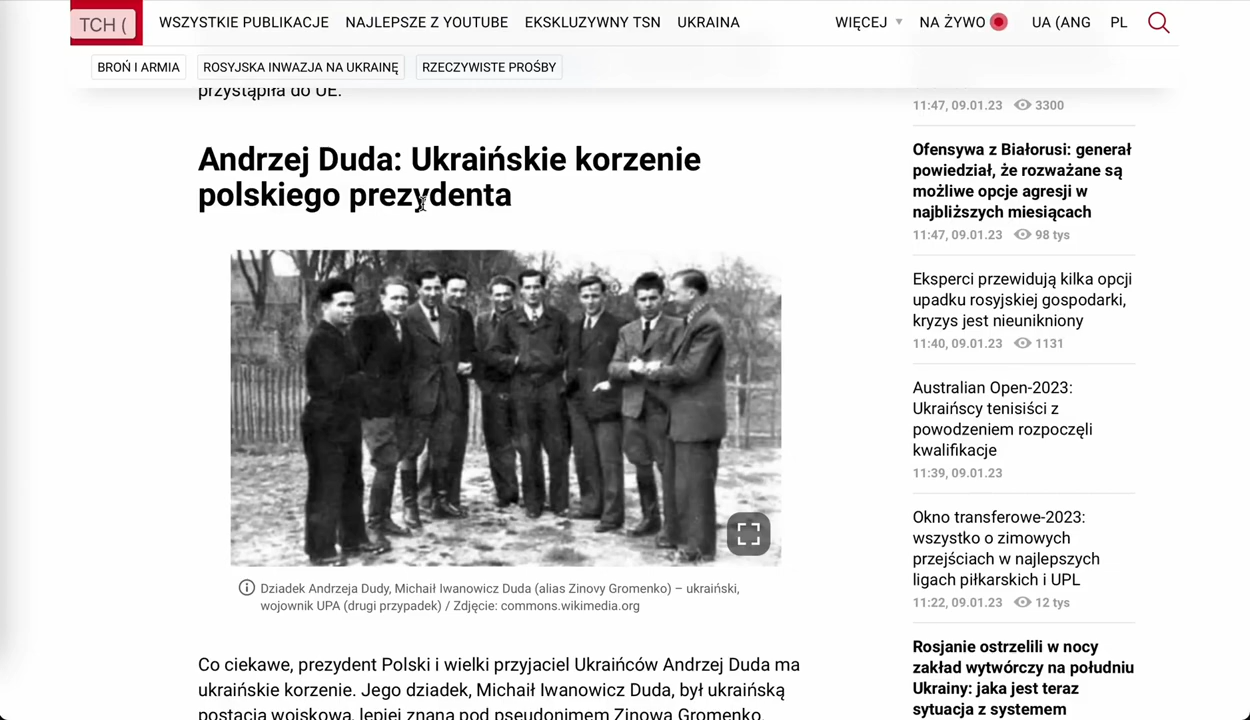 TCH (
WSZYSTKIE PUBLIKACJE NAJLEPSZE Z YOUTUBE EKSKLUZYWNY TSN UKRAINA WIĘCEJ NA ŻYWO UA (ANG PL
BROŃ I ARMIA ROSYJSKA INWAZJA NA UKRAINĘ RZECZYWISTE PROŚBY
przystąpiła do UE.
Andrzej Duda: Ukraińskie korzenie
polskiego prezydenta
Dziadek Andrzeja Dudy, Michaił Iwanowicz Duda (alias Zinovy Gromenko) – ukraiński,
wojownik UPA (drugi przypadek) / Zdjęcie: commons.wikimedia.org
Co ciekawe, prezydent Polski i wielki przyjaciel Ukraińców Andrzej Duda ma
ukraińskie korzenie. Jego dziadek, Michaił Iwanowicz Duda, był ukraińską
postacią wojskową, lepiej znaną pod pseudonimem Zinowa Gromenko.
11:47, 09.01.23 3300
Ofensywa z Białorusi: generał
powiedział, że rozważane są
możliwe opcje agresji w
najbliższych miesiącach
11:47, 09.01.23 98 tys
Eksperci przewidują kilka opcji
upadku rosyjskiej gospodarki,
kryzys jest nieunikniony
11:40, 09.01.23 1131
Australian Open-2023:
Ukraińscy tenisiści z
powodzeniem rozpoczęli
kwalifikacje
11:39, 09.01.23
Okno transferowe-2023:
wszystko o zimowych
przejściach w najlepszych
ligach piłkarskich i UPL
11:22, 09.01.23 12 tys
Rosjanie ostrzelili w nocy
zakład wytwórczy na południu
Ukrainy: jaka jest teraz
sytuacja z systemem